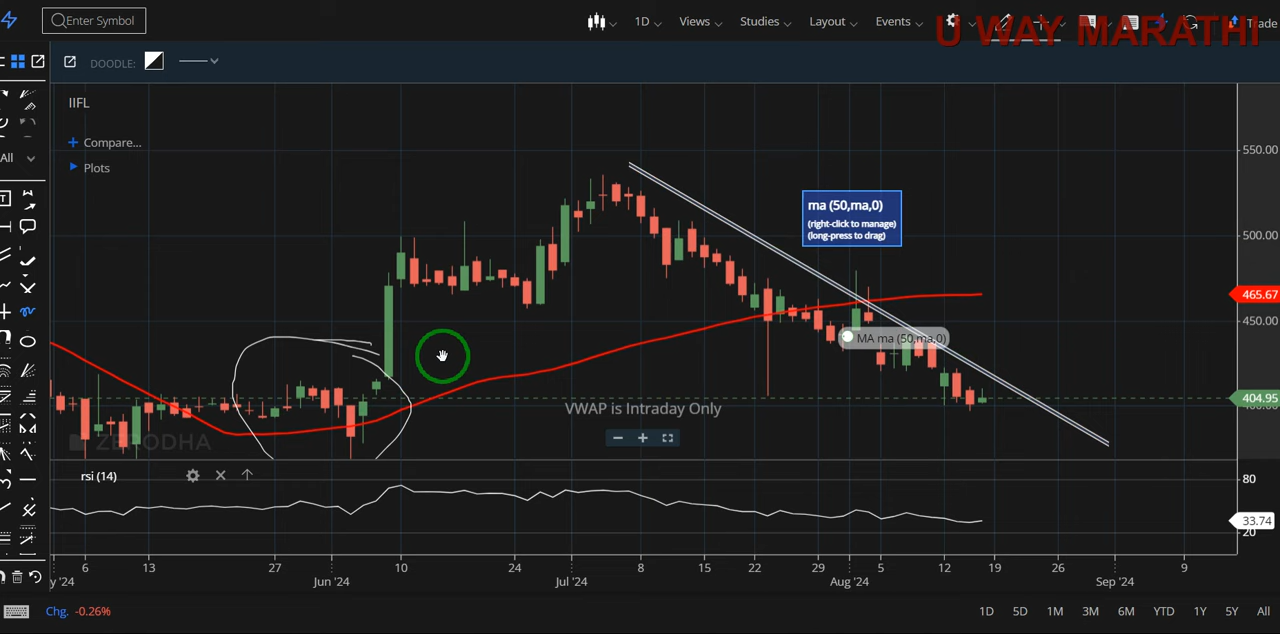 Enter Symbol
1D
Views
Studies
Layout
Events
Trade
U WAY MARATHI
DOODLE:
IIFL
Compare...
Plots
All
ma (50,ma,0)
(right-click to manage)
(long-press to drag)
MA ma (50,ma,0)
550.00
500.00
465.67
450.00
404.95
VWAP is Intraday Only
ZERODHA
rsi (14)
80
33.74
20
6 13 27 10 24 8 15 22 29 5 12 19 26 9
y '24 Jun '24 Jul '24 Aug '24 Sep '24
Chg. -0.26%
1D 5D 1M 3M 6M YTD 1Y 5Y All